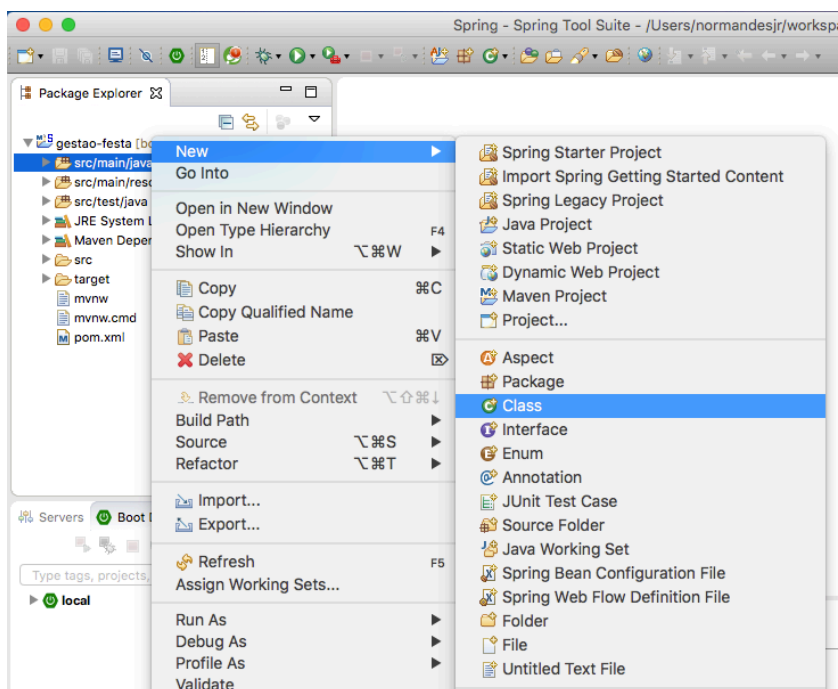 Spring - Spring Tool Suite - /Users/normandesjr/workspa
Package Explorer
gestao-festa [bo
src/main/java
src/main/reso
src/test/java
JRE System L
Maven Depen
src
target
mvnw
mvnw.cmd
pom.xml
New
Go Into
Open in New Window
Open Type Hierarchy F4
Show In ⌥⌘W
Copy ⌘C
Copy Qualified Name
Paste ⌘V
Delete ⌦
Remove from Context ⌥⇧⌘↓
Build Path
Source ⌥⌘S
Refactor ⌥⌘T
Import...
Export...
Refresh F5
Assign Working Sets...
Run As
Debug As
Profile As
Validate
Spring Starter Project
Import Spring Getting Started Content
Spring Legacy Project
Java Project
Static Web Project
Dynamic Web Project
Maven Project
Project...
Aspect
Package
Class
Interface
Enum
Annotation
JUnit Test Case
Source Folder
Java Working Set
Spring Bean Configuration File
Spring Web Flow Definition File
Folder
File
Untitled Text File
Servers Boot D
Type tags, projects,
local